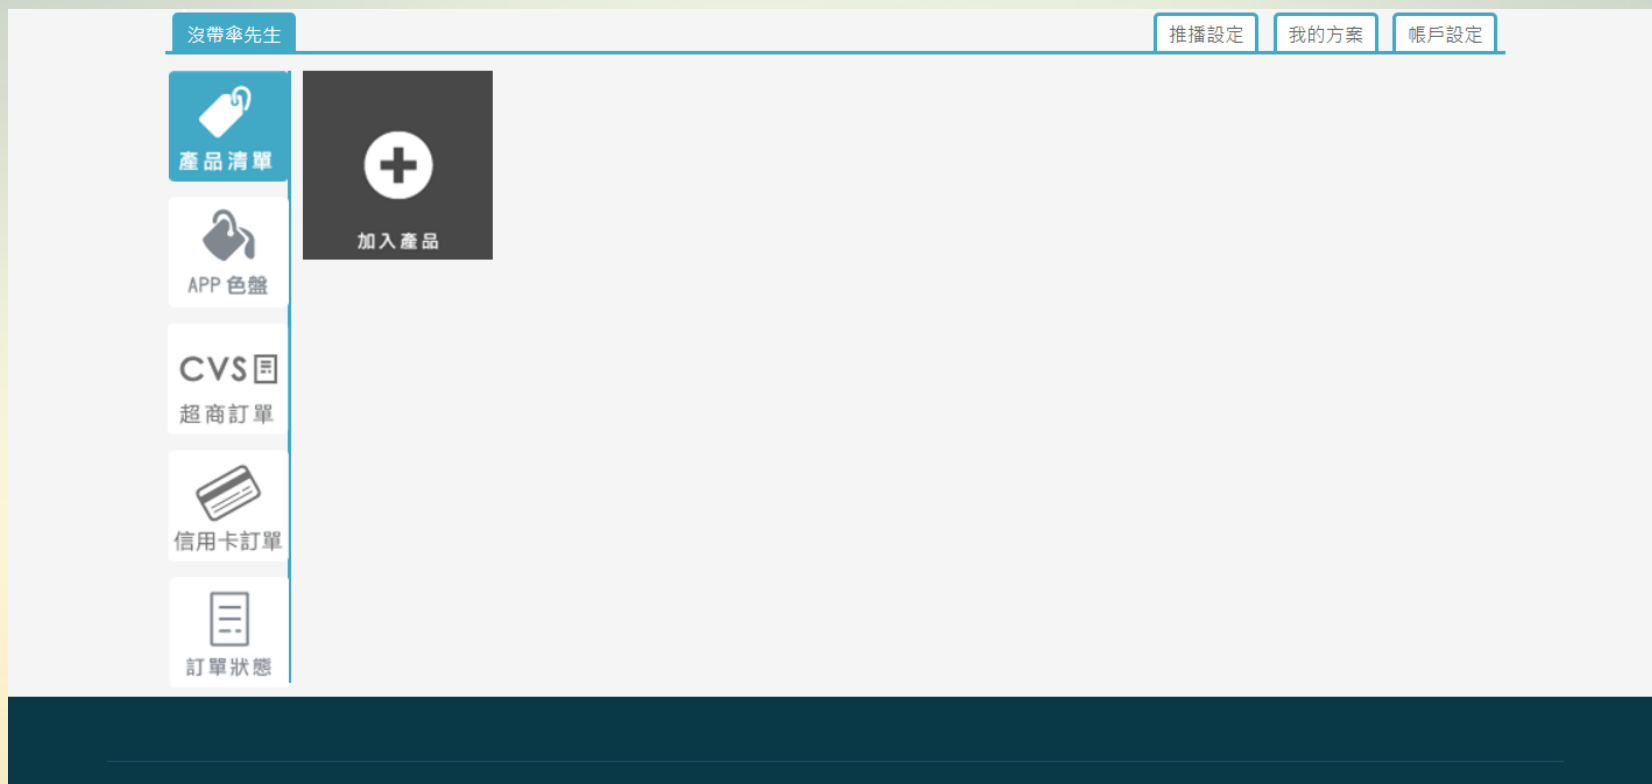 沒帶傘先生
推播設定
我的方案
帳戶設定
產品清單
加入產品
APP 色盤
CVS
超商訂單
信用卡訂單
訂單狀態